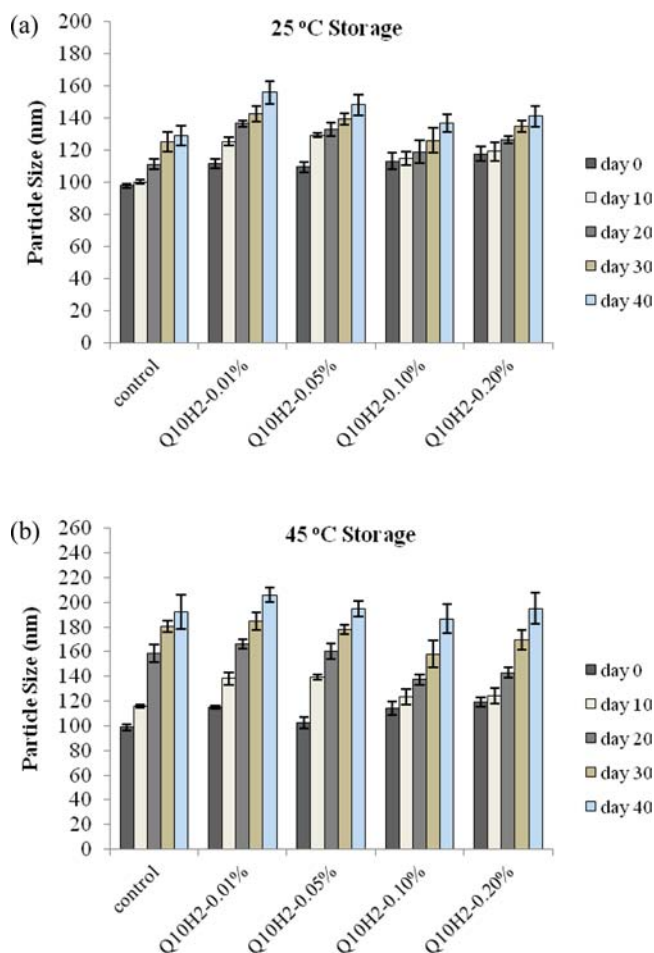 (a)
25 °C Storage
Particle Size (nm)
200
180
160
140
120
100
80
60
40
20
0
control
Q10H2-0.01%
Q10H2-0.05%
Q10H2-0.10%
Q10H2-0.20%
day 0
day 10
day 20
day 30
day 40
(b)
45 °C Storage
Particle Size (nm)
260
240
220
200
180
160
140
120
100
80
60
40
20
0
control
Q10H2-0.01%
Q10H2-0.05%
Q10H2-0.10%
Q10H2-0.20%
day 0
day 10
day 20
day 30
day 40